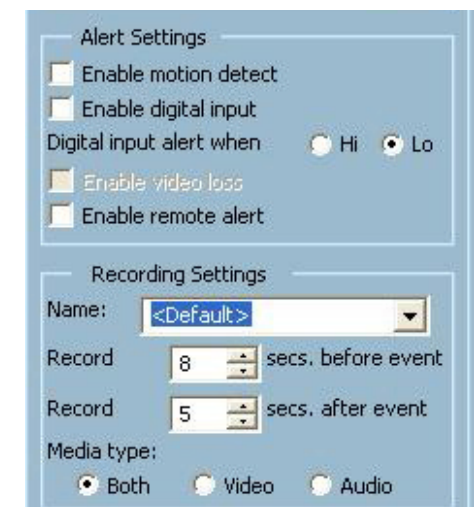 Alert Settings
Enable motion detect
Enable digital input
Digital input alert when Hi Lo
Enable video loss
Enable remote alert
Recording Settings
Name: <Default>
Record 8 secs. before event
Record 5 secs. after event
Media type:
Both Video Audio